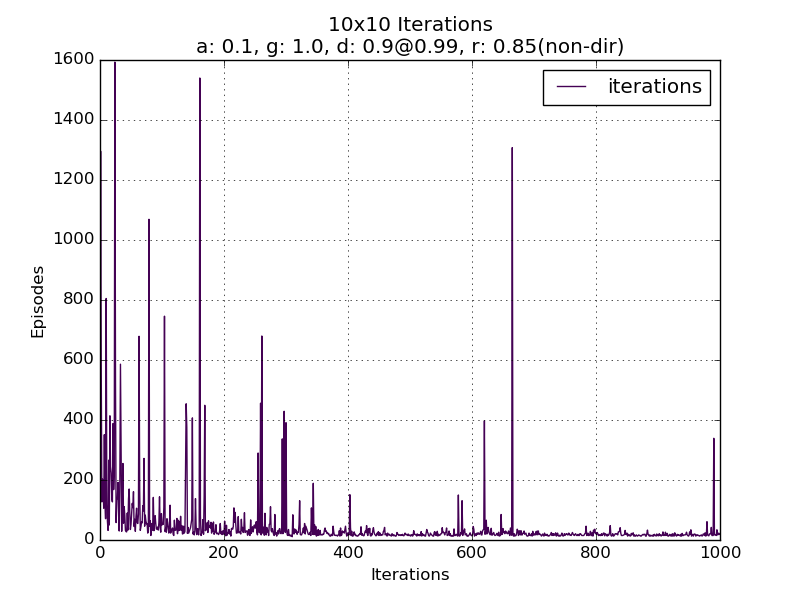 10x10 Iterations
a: 0.1, g: 1.0, d: 0.9@0.99, r: 0.85(non-dir)
iterations
1600
1400
1200
1000
800
600
400
200
0
Episodes
0 200 400 600 800 1000
Iterations